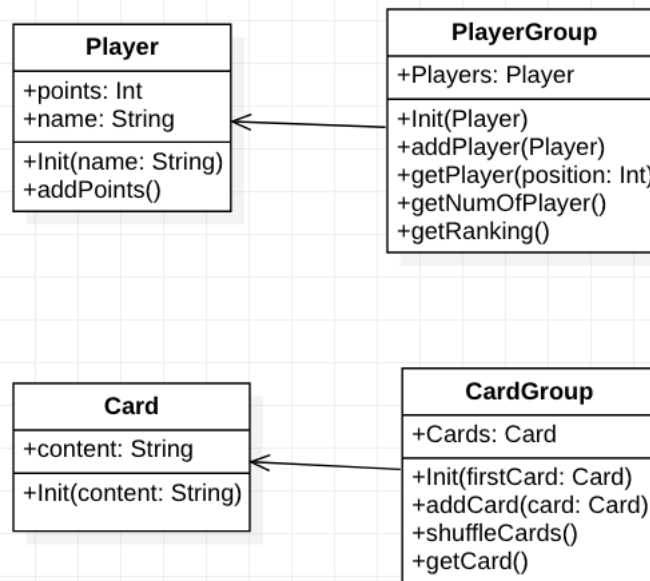 Player
+points: Int
+name: String
+Init(name: String)
+addPoints()
PlayerGroup
+Players: Player
+Init(Player)
+addPlayer(Player)
+getPlayer(position: Int)
+getNumOfPlayer()
+getRanking()
Card
+content: String
+Init(content: String)
CardGroup
+Cards: Card
+Init(firstCard: Card)
+addCard(card: Card)
+shuffleCards()
+getCard()